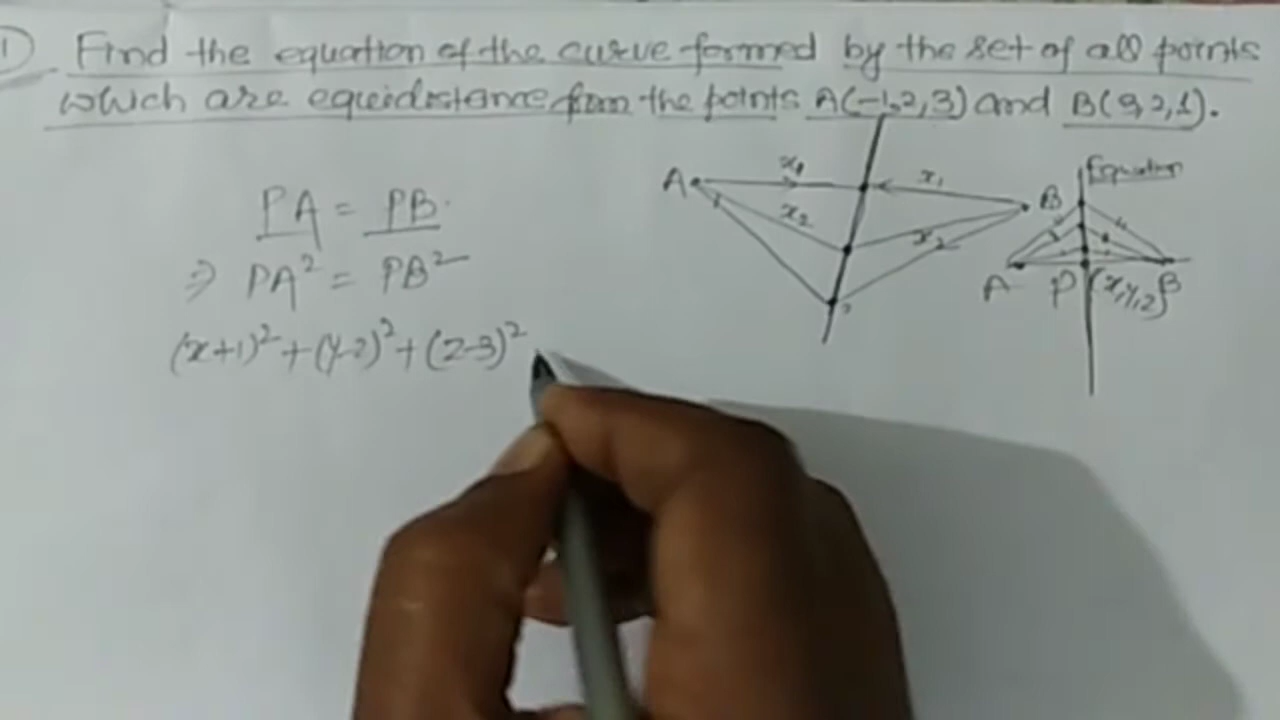 1) Find the equation of the curve formed by the set of all points
which are equidistance from the points A(-1,2,3) and B(3,2,1).
PA = PB.
⇒ PA² = PB²
(x+1)² + (y-2)² + (z-3)²
A x₁ x₁ B
x₂ x₂
Equation
A P (x,y,z) B